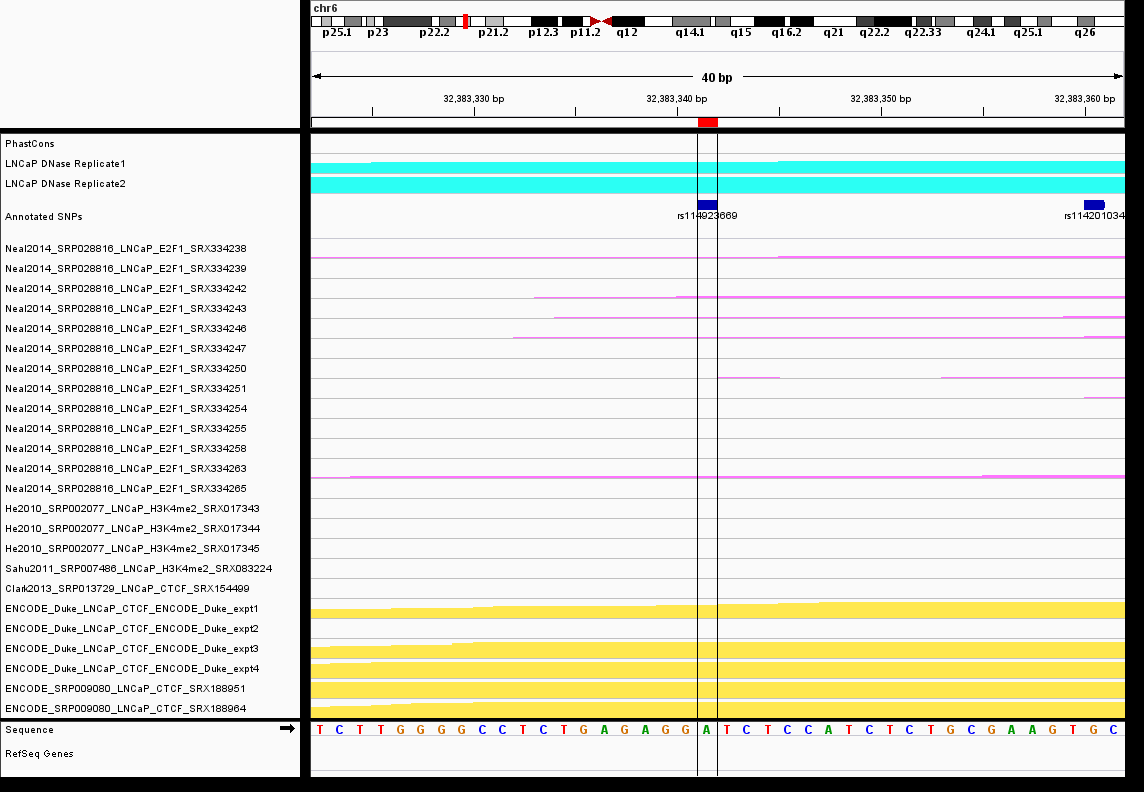 chr6
p25.1 p23 p22.2 p21.2 p12.3 p11.2 q12 q14.1 q15 q16.2 q21 q22.2 q22.33 q24.1 q25.1 q26
40 bp
32,383,330 bp 32,383,340 bp 32,383,350 bp 32,383,360 bp
PhastCons
LNCaP DNase Replicate1
LNCaP DNase Replicate2
Annotated SNPs
rs114923669 rs114201034
Neal2014_SRP028816_LNCaP_E2F1_SRX334238
Neal2014_SRP028816_LNCaP_E2F1_SRX334239
Neal2014_SRP028816_LNCaP_E2F1_SRX334242
Neal2014_SRP028816_LNCaP_E2F1_SRX334243
Neal2014_SRP028816_LNCaP_E2F1_SRX334246
Neal2014_SRP028816_LNCaP_E2F1_SRX334247
Neal2014_SRP028816_LNCaP_E2F1_SRX334250
Neal2014_SRP028816_LNCaP_E2F1_SRX334251
Neal2014_SRP028816_LNCaP_E2F1_SRX334254
Neal2014_SRP028816_LNCaP_E2F1_SRX334255
Neal2014_SRP028816_LNCaP_E2F1_SRX334258
Neal2014_SRP028816_LNCaP_E2F1_SRX334263
Neal2014_SRP028816_LNCaP_E2F1_SRX334265
He2010_SRP002077_LNCaP_H3K4me2_SRX017343
He2010_SRP002077_LNCaP_H3K4me2_SRX017344
He2010_SRP002077_LNCaP_H3K4me2_SRX017345
Sahu2011_SRP007486_LNCaP_H3K4me2_SRX083224
Clark2013_SRP013729_LNCaP_CTCF_SRX154499
ENCODE_Duke_LNCaP_CTCF_ENCODE_Duke_expt1
ENCODE_Duke_LNCaP_CTCF_ENCODE_Duke_expt2
ENCODE_Duke_LNCaP_CTCF_ENCODE_Duke_expt3
ENCODE_Duke_LNCaP_CTCF_ENCODE_Duke_expt4
ENCODE_SRP009080_LNCaP_CTCF_SRX188951
ENCODE_SRP009080_LNCaP_CTCF_SRX188964
Sequence T C T T G G G G C C T C T G A G A G G A T C T C C A T C T C T G C G A A G T G C
RefSeq Genes